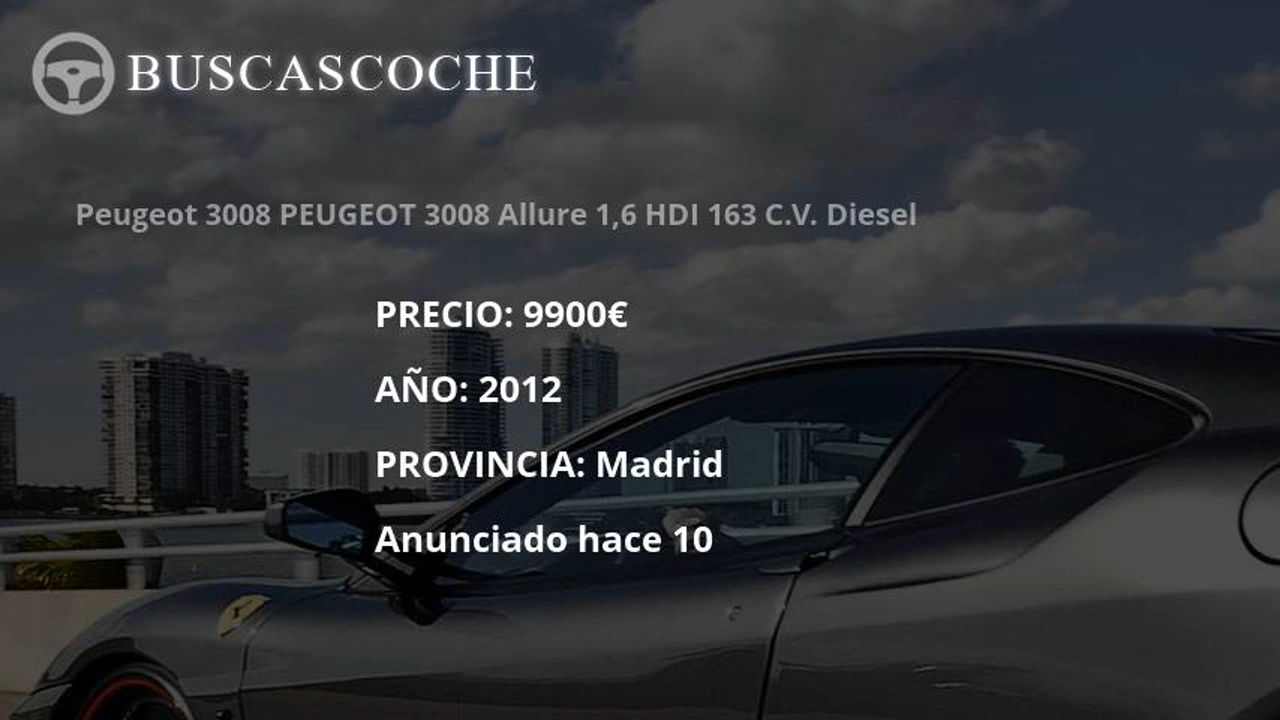 BUSCASCOCHE
Peugeot 3008 PEUGEOT 3008 Allure 1,6 HDI 163 C.V. Diesel
PRECIO: 9900€
AÑO: 2012
PROVINCIA: Madrid
Anunciado hace 10